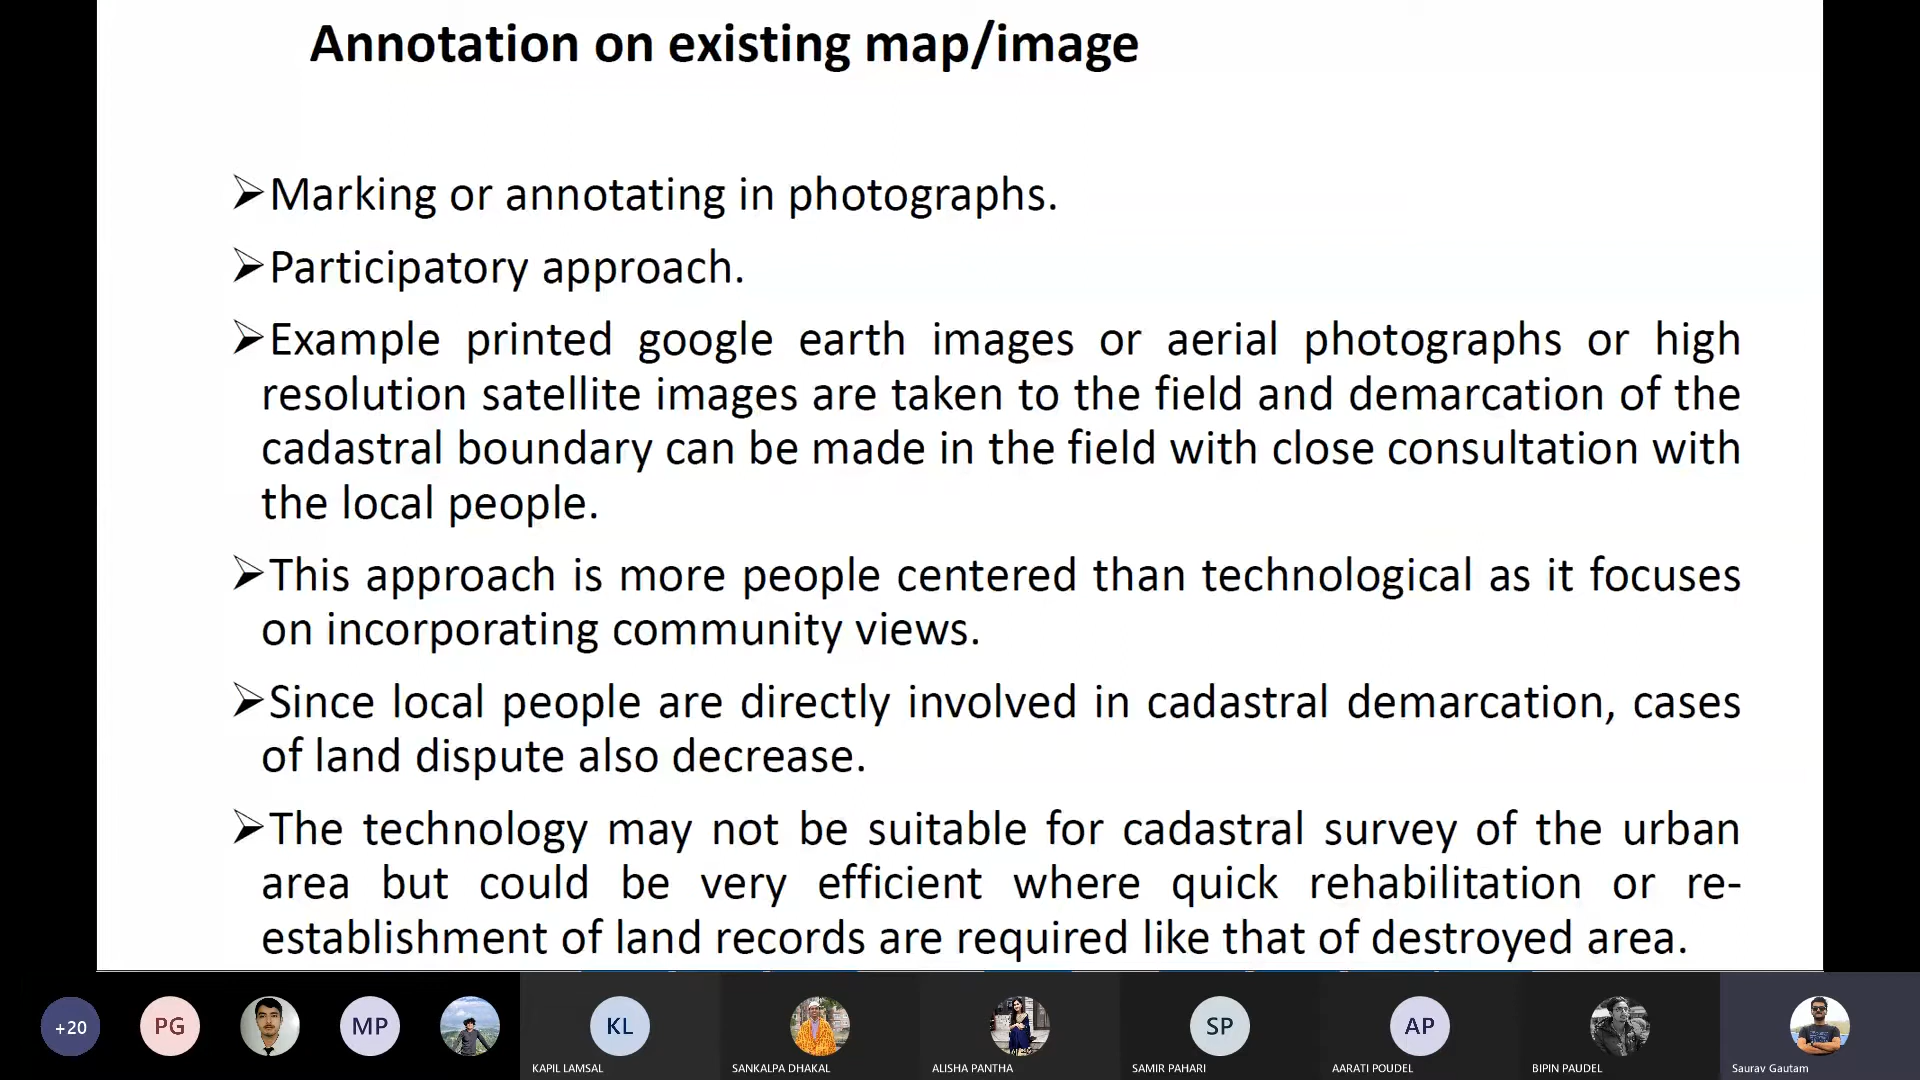 Annotation on existing map/image
➢Marking or annotating in photographs.
➢Participatory approach.
➢Example printed google earth images or aerial photographs or high
resolution satellite images are taken to the field and demarcation of the
cadastral boundary can be made in the field with close consultation with
the local people.
➢This approach is more people centered than technological as it focuses
on incorporating community views.
➢Since local people are directly involved in cadastral demarcation, cases
of land dispute also decrease.
➢The technology may not be suitable for cadastral survey of the urban
area but could be very efficient where quick rehabilitation or re-
establishment of land records are required like that of destroyed area.
+20 PG MP KL SP AP
KAPIL LAMSAL SANKALPA DHAKAL ALISHA PANTHA SAMIR PAHARI AARATI POUDEL BIPIN PAUDEL Saurav Gautam